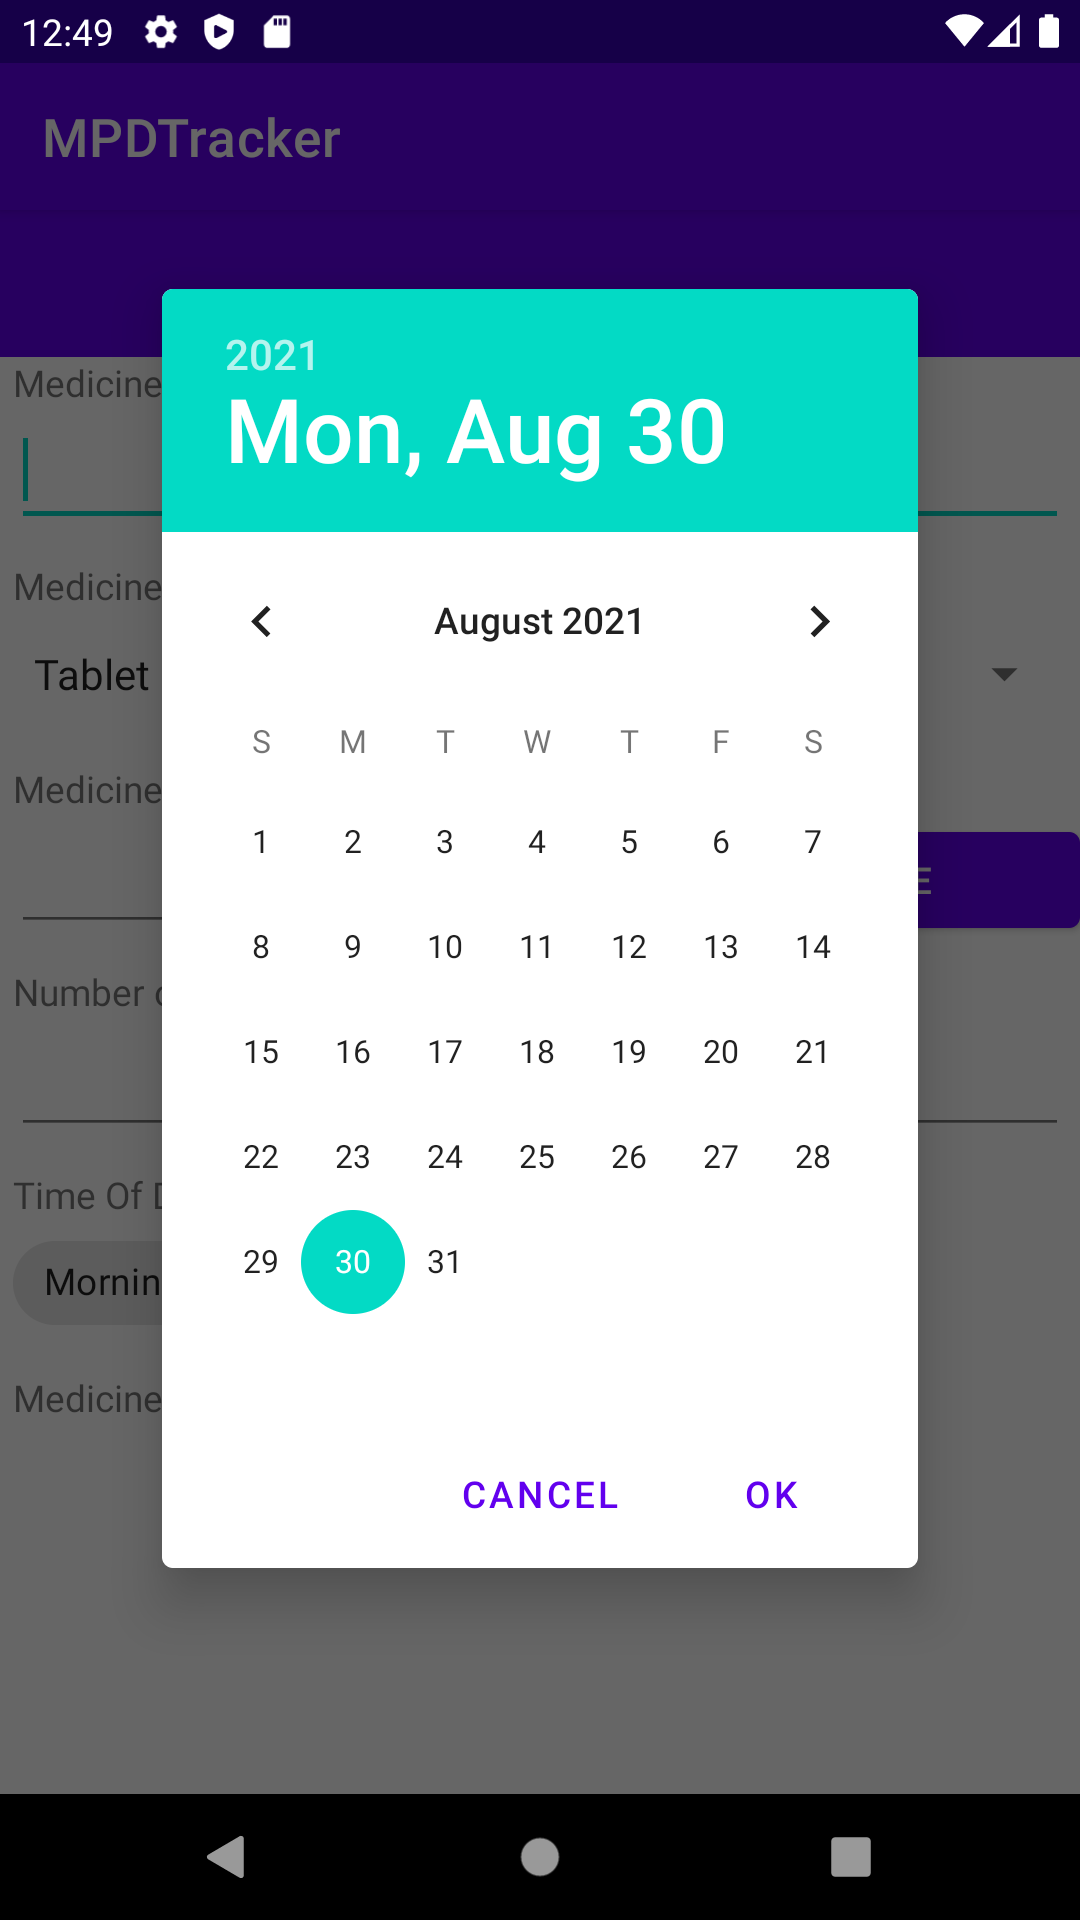 12:49
MPDTracker
2021
Mon, Aug 30
Medicine
Medicine
Tablet
August 2021
S M T W T F S
Medicine
1 2 3 4 5 6 7
E
8 9 10 11 12 13 14
Number
15 16 17 18 19 20 21
22 23 24 25 26 27 28
Time Of
29 30 31
Mornin
Medicine
CANCEL OK